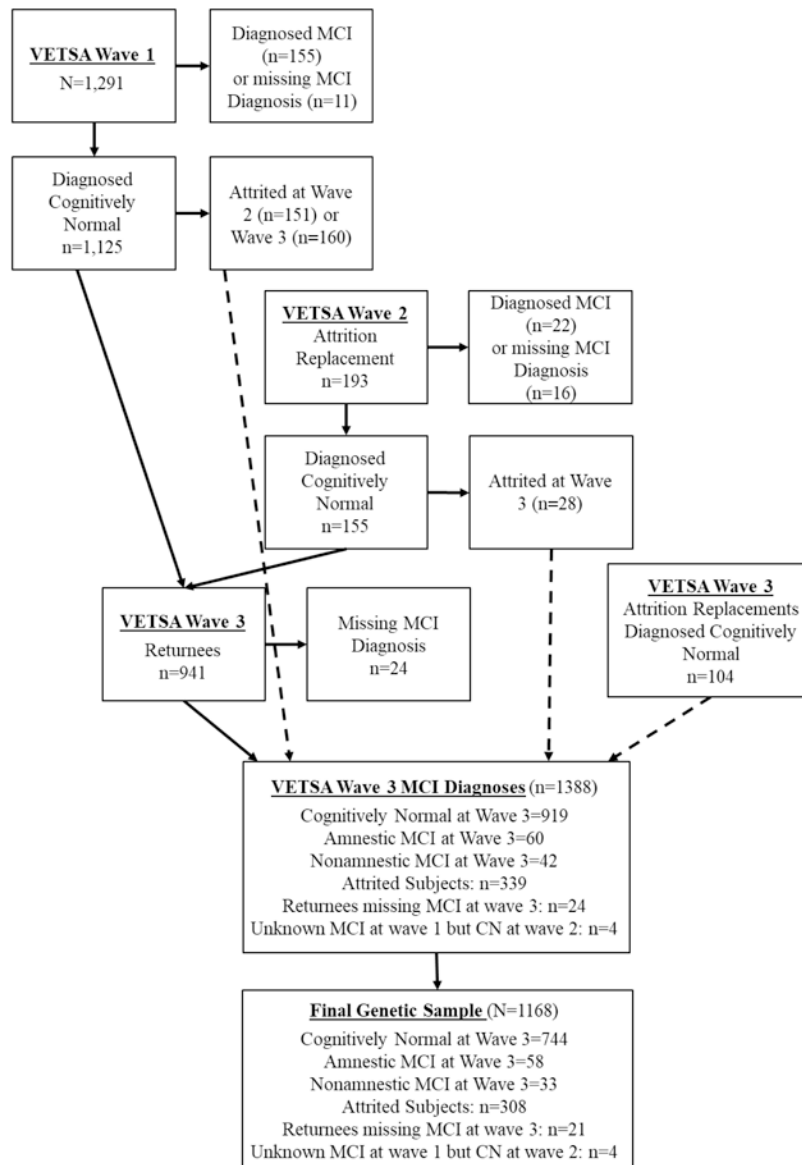 VETSA Wave 1
N=1,291
Diagnosed MCI
(n=155)
or missing MCI
Diagnosis (n=11)
Diagnosed
Cognitively
Normal
n=1,125
Attrited at Wave
2 (n=151) or
Wave 3 (n=160)
VETSA Wave 2
Attrition
Replacement
n=193
Diagnosed MCI
(n=22)
or missing MCI
Diagnosis
(n=16)
Diagnosed
Cognitively
Normal
n=155
Attrited at Wave
3 (n=28)
VETSA Wave 3
Returnees
n=941
Missing MCI
Diagnosis
n=24
VETSA Wave 3
Attrition Replacements
Diagnosed Cognitively
Normal
n=104
VETSA Wave 3 MCI Diagnoses (n=1388)
Cognitively Normal at Wave 3=919
Amnestic MCI at Wave 3=60
Nonamnestic MCI at Wave 3=42
Attrited Subjects: n=339
Returnees missing MCI at wave 3: n=24
Unknown MCI at wave 1 but CN at wave 2: n=4
Final Genetic Sample (N=1168)
Cognitively Normal at Wave 3=744
Amnestic MCI at Wave 3=58
Nonamnestic MCI at Wave 3=33
Attrited Subjects: n=308
Returnees missing MCI at wave 3: n=21
Unknown MCI at wave 1 but CN at wave 2: n=4